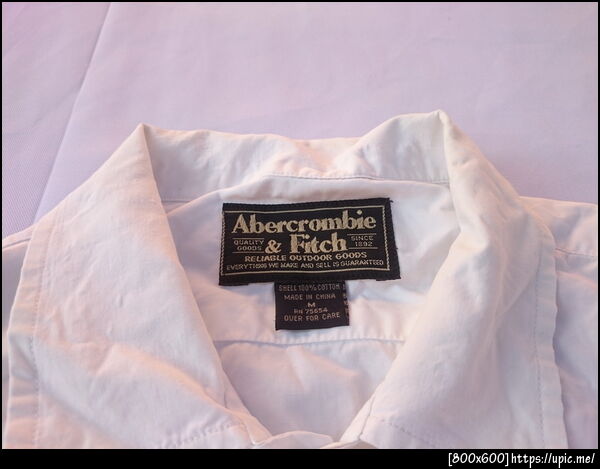 Abercrombie
QUALITY GOODS & Fitch SINCE 1892
RELIABLE OUTDOOR GOODS
EVERYTHING WE MAKE AND SELL IS GUARANTEED
SHELL 100% COTTON
MADE IN CHINA
M
RN 75654
OVER FOR CARE
[800x600]https://upic.me/